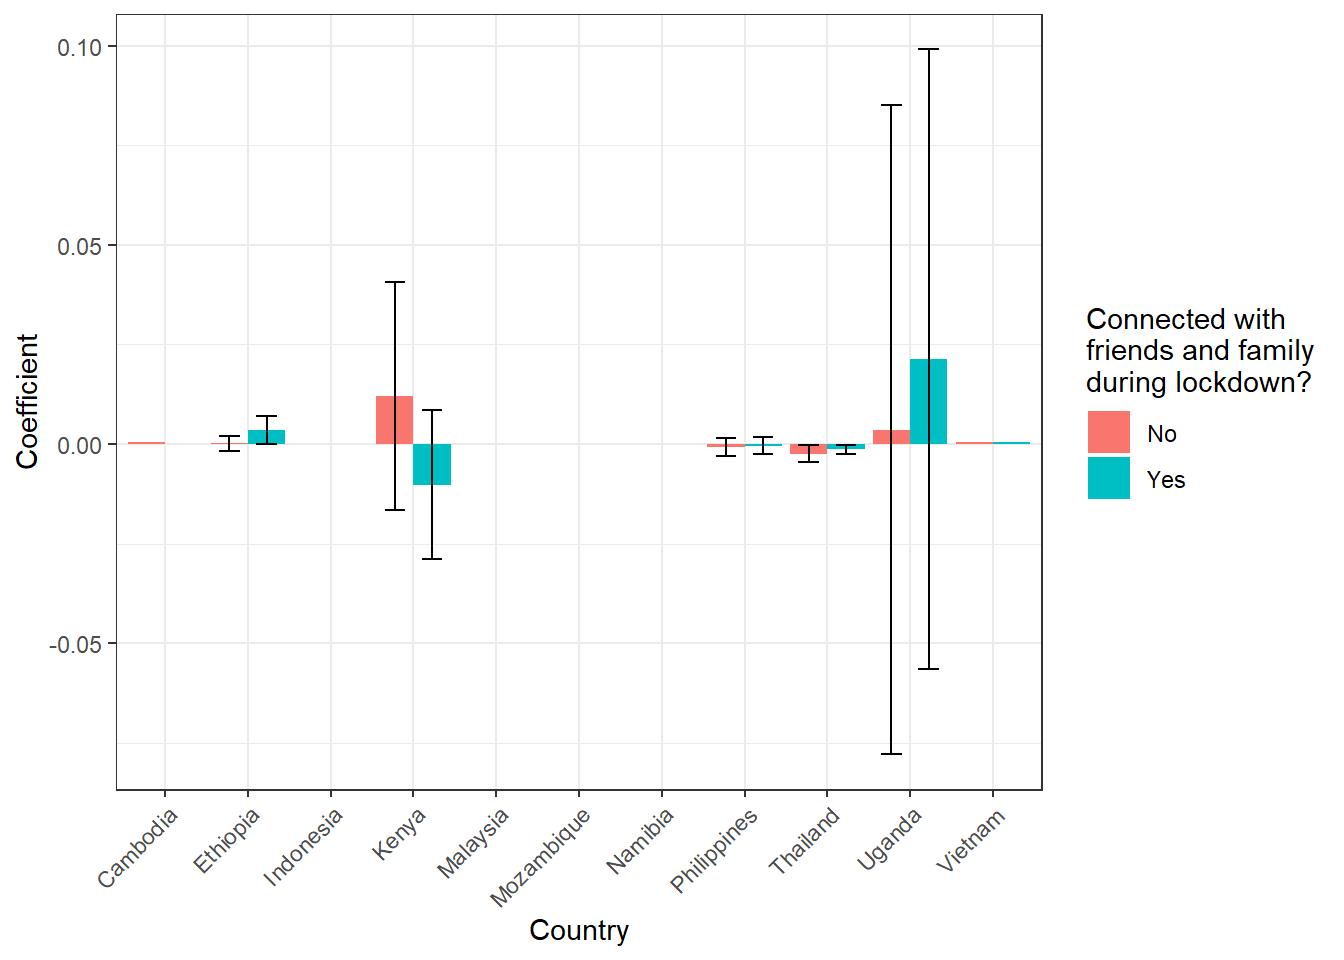 0.10
0.05
0.00
-0.05
Coefficient
Cambodia
Ethiopia
Indonesia
Kenya
Malaysia
Mozambique
Namibia
Philippines
Thailand
Uganda
Vietnam
Country
Connected with
friends and family
during lockdown?
No
Yes